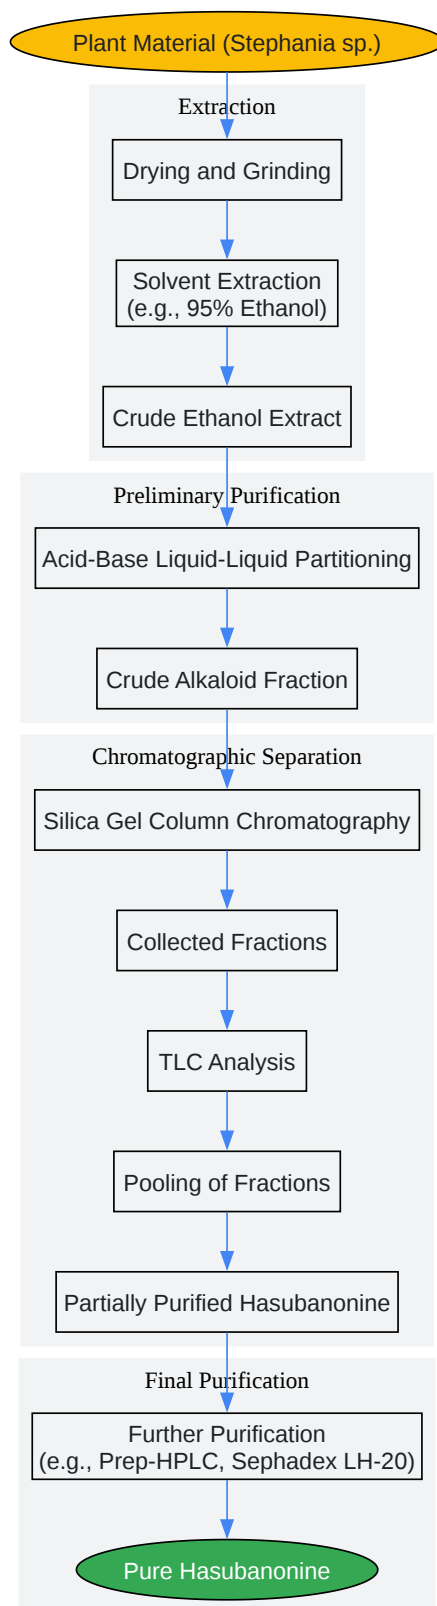 Plant Material (Stephania sp.)
Extraction
Drying and Grinding
Solvent Extraction
(e.g., 95% Ethanol)
Crude Ethanol Extract
Preliminary Purification
Acid-Base Liquid-Liquid Partitioning
Crude Alkaloid Fraction
Chromatographic Separation
Silica Gel Column Chromatography
Collected Fractions
TLC Analysis
Pooling of Fractions
Partially Purified Hasubanonine
Final Purification
Further Purification
(e.g., Prep-HPLC, Sephadex LH-20)
Pure Hasubanonine